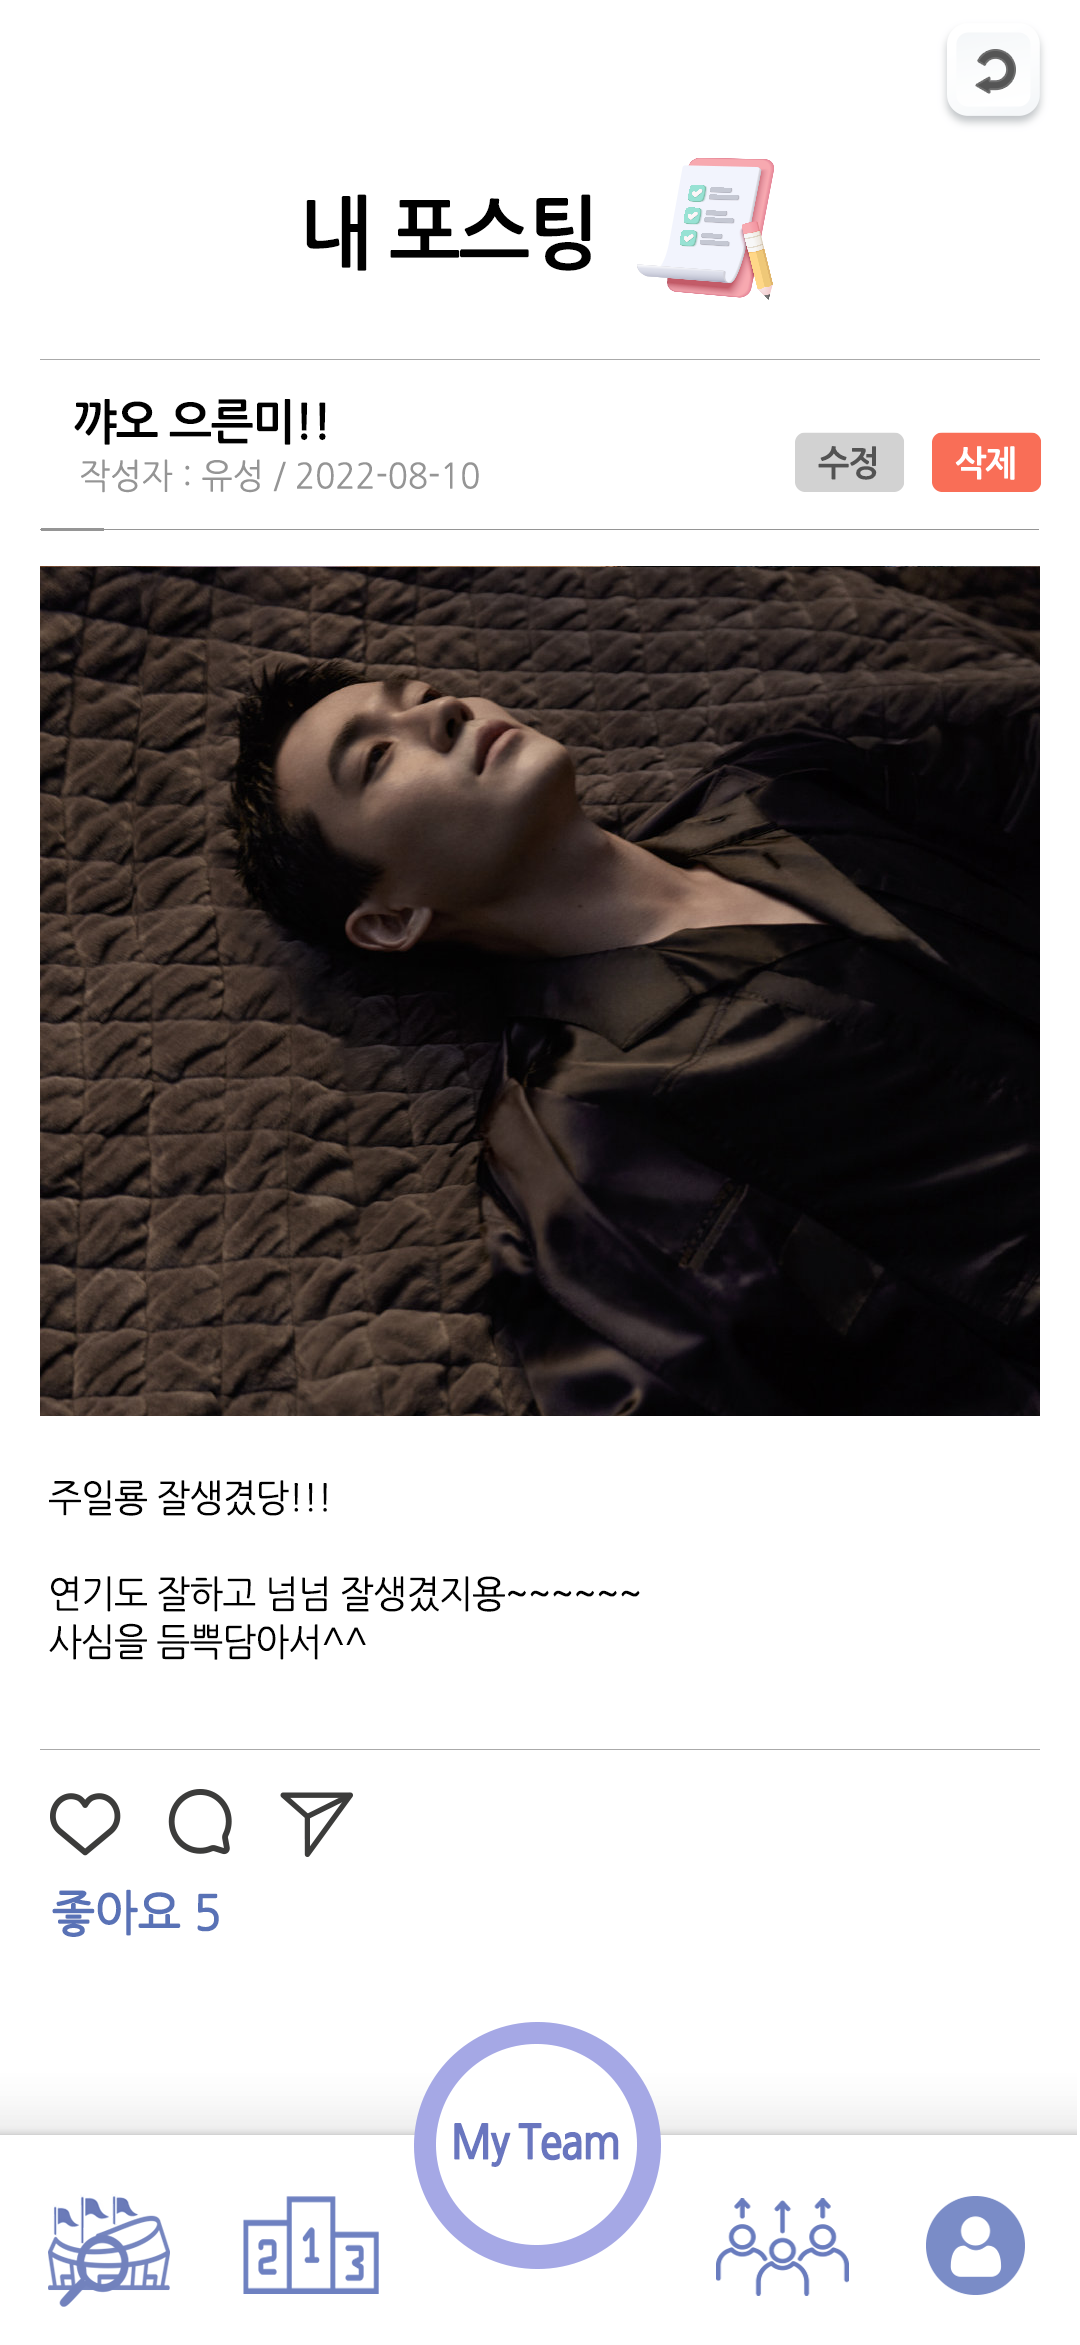 내 포스팅
꺄오 으른미!!
작성자 : 유성 / 2022-08-10
수정
삭제
주일룡 잘생겼당!!!
연기도 잘하고 넘넘 잘생겼지용~~~~~~
사심을 듬쁙담아서^^
좋아요 5
My Team
2 1 3